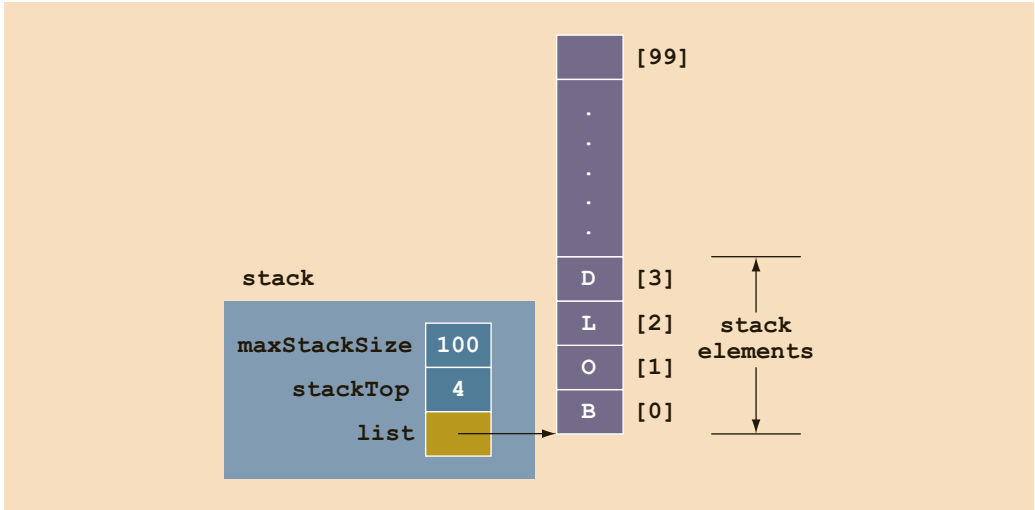 [99]
.
.
.
.
.
D [3]
stack
L [2]
stack
elements
maxStackSize 100
O [1]
stackTop 4
B [0]
list